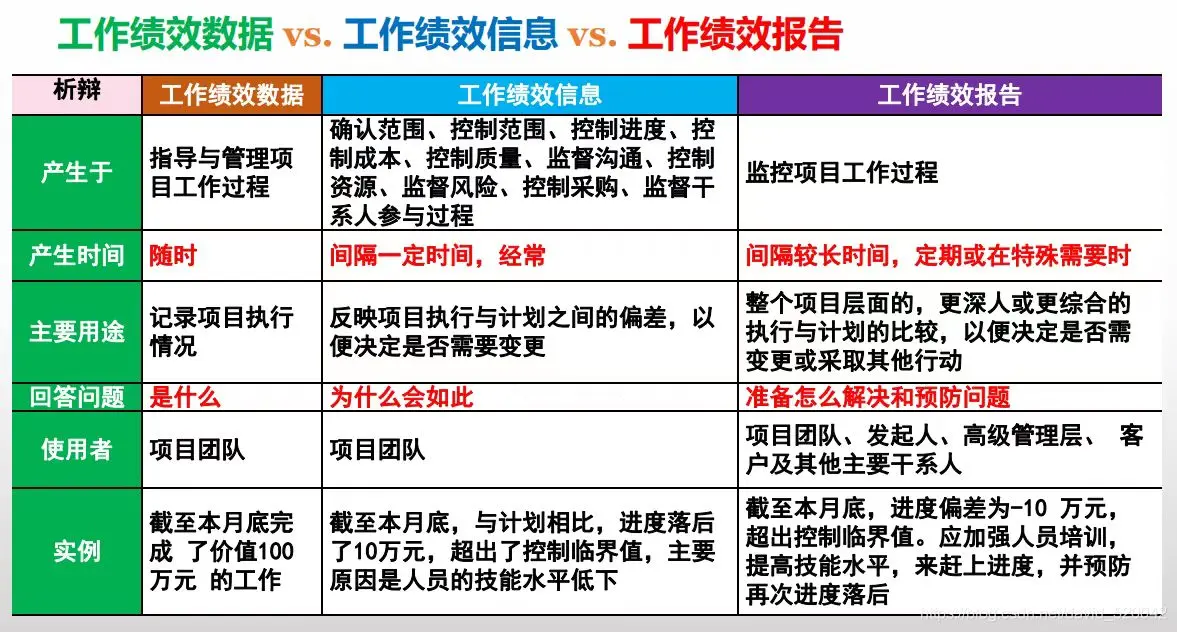 工作绩效数据 vs. 工作绩效信息 vs. 工作绩效报告
析辩
工作绩效数据
工作绩效信息
工作绩效报告
产生于
指导与管理项
目工作过程
确认范围、控制范围、控制进度、控
制成本、控制质量、监督沟通、控制
资源、监督风险、控制采购、监督干
系人参与过程
监控项目工作过程
产生时间
随时
间隔一定时间，经常
间隔较长时间，定期或在特殊需要时
主要用途
记录项目执行
情况
反映项目执行与计划之间的偏差，以
便决定是否需要变更
整个项目层面的，更深人或更综合的
执行与计划的比较，以便决定是否需
变更或采取其他行动
回答问题
是什么
为什么会如此
准备怎么解决和预防问题
使用者
项目团队
项目团队
项目团队、发起人、高级管理层、 客
户及其他主要干系人
实例
截至本月底完
成 了价值100
万元 的工作
截至本月底，与计划相比，进度落后
了10万元，超出了控制临界值，主要
原因是人员的技能水平低下
截至本月底，进度偏差为-10 万元，
超出控制临界值。应加强人员培训，
提高技能水平，来赶上进度，并预防
再次进度落后